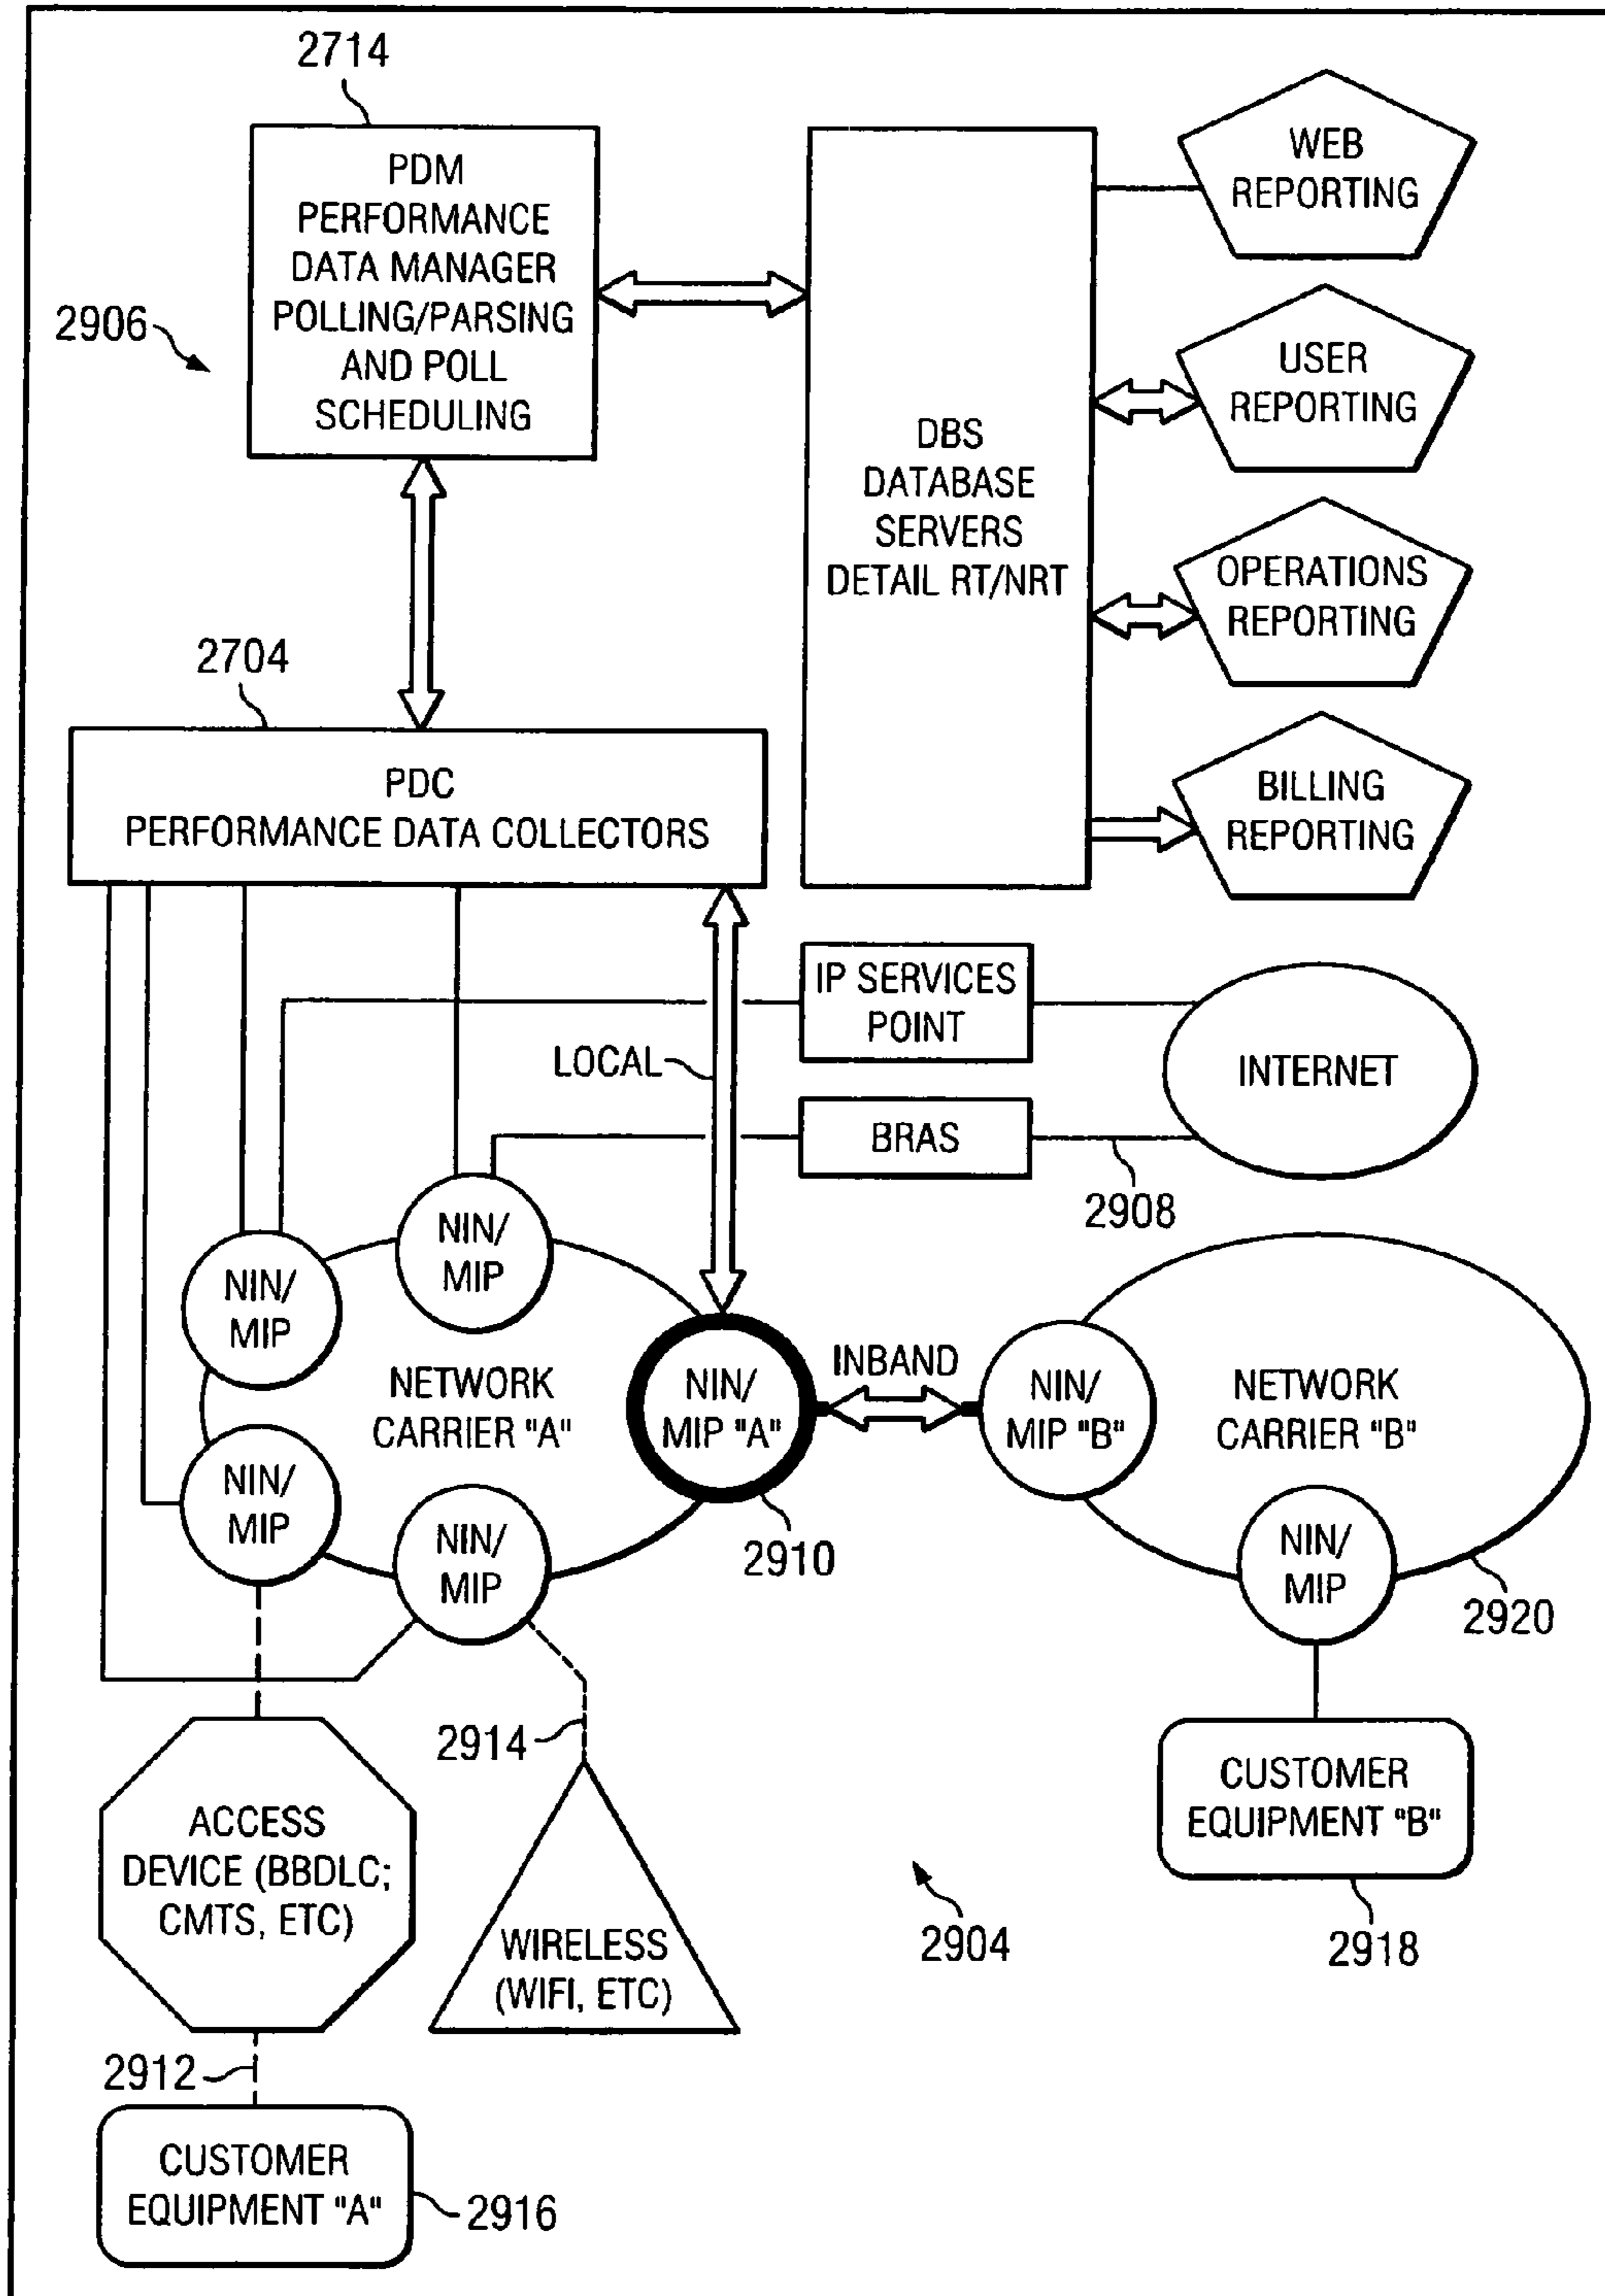 2714
PDM
PERFORMANCE
DATA MANAGER
POLLING/PARSING
AND POLL
SCHEDULING
2906
DBS
DATABASE
SERVERS
DETAIL RT/NRT
WEB
REPORTING
USER
REPORTING
OPERATIONS
REPORTING
BILLING
REPORTING
2704
PDC
PERFORMANCE DATA COLLECTORS
IP SERVICES
POINT
LOCAL
INTERNET
BRAS
2908
NIN/
MIP
NIN/
MIP
NETWORK
CARRIER "A"
NIN/
MIP "A"
INBAND
NIN/
MIP "B"
NETWORK
CARRIER "B"
NIN/
MIP
NIN/
MIP
2910
NIN/
MIP
2920
2914
ACCESS
DEVICE (BBDLC;
CMTS, ETC)
WIRELESS
(WIFI, ETC)
2904
CUSTOMER
EQUIPMENT "B"
2918
2912
CUSTOMER
EQUIPMENT "A"
2916